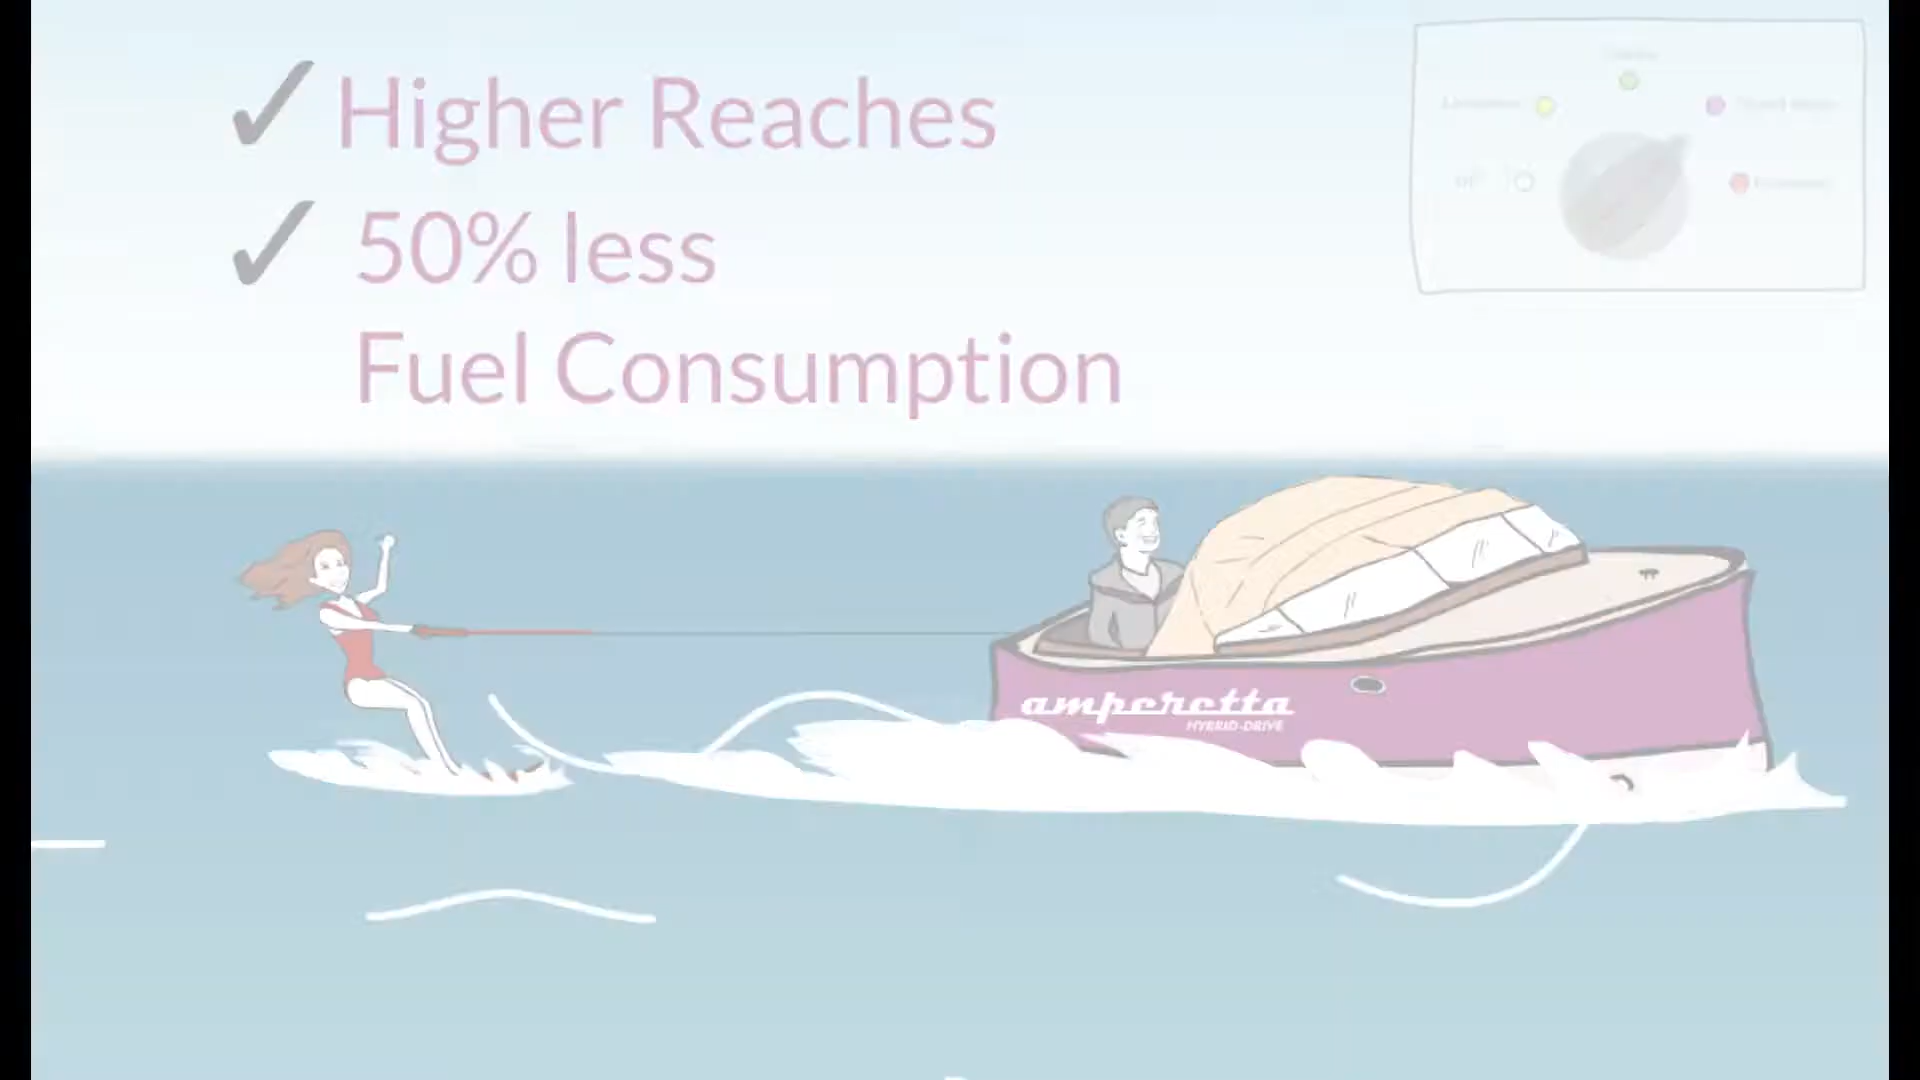 Higher Reaches
50% less
Fuel Consumption
amperetta
HYBRID-DRIVE